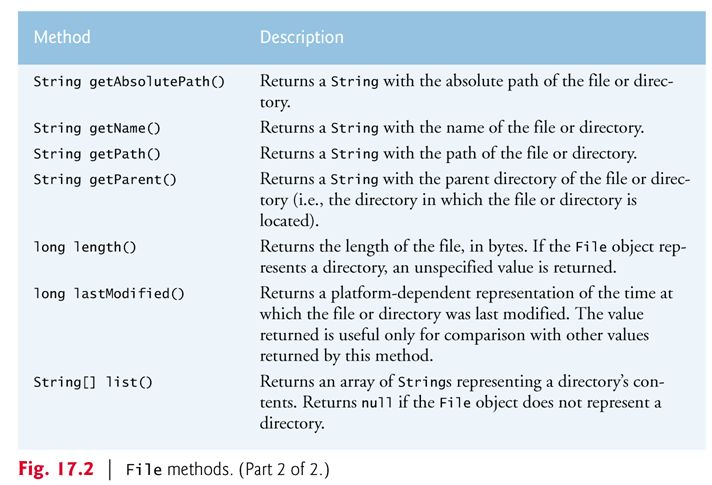 Method Description
String getAbsolutePath() Returns a String with the absolute path of the file or direc-
tory.
String getName() Returns a String with the name of the file or directory.
String getPath() Returns a String with the path of the file or directory.
String getParent() Returns a String with the parent directory of the file or direc-
tory (i.e., the directory in which the file or directory is
located).
long length() Returns the length of the file, in bytes. If the File object rep-
resents a directory, an unspecified value is returned.
long lastModified() Returns a platform-dependent representation of the time at
which the file or directory was last modified. The value
returned is useful only for comparison with other values
returned by this method.
String[] list() Returns an array of Strings representing a directory’s con-
tents. Returns null if the File object does not represent a
directory.
Fig. 17.2 | File methods. (Part 2 of 2.)